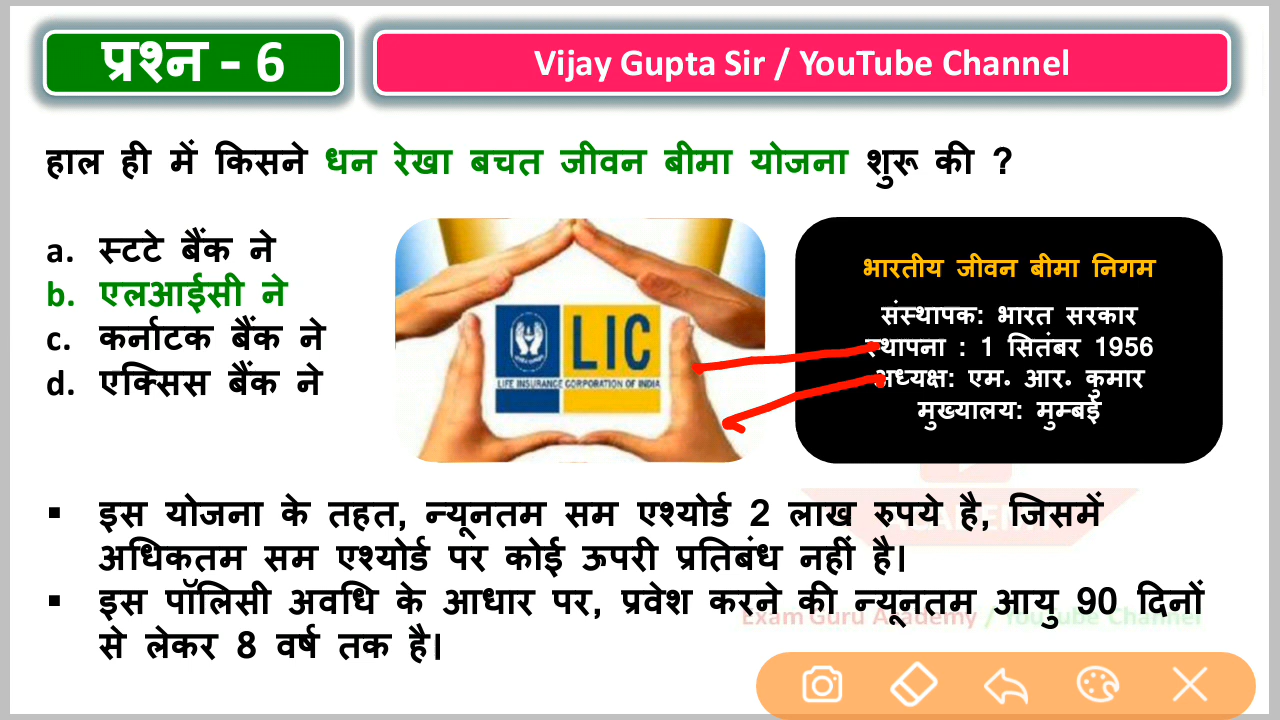 प्रश्न - 6
Vijay Gupta Sir / YouTube Channel
हाल ही में किसने धन रेखा बचत जीवन बीमा योजना शुरू की ?
a. स्टटे बैंक ने
b. एलआईसी ने
c. कर्नाटक बैंक ने
d. एक्सिस बैंक ने
LIC
LIFE INSURANCE CORPORATION OF INDIA
भारतीय जीवन बीमा निगम
संस्थापक: भारत सरकार
स्थापना : 1 सितंबर 1956
अध्यक्ष: एम॰ आर॰ कुमार
मुख्यालय: मुम्बई
▪ इस योजना के तहत, न्यूनतम सम एश्योर्ड 2 लाख रुपये है, जिसमें
अधिकतम सम एश्योर्ड पर कोई ऊपरी प्रतिबंध नहीं है।
▪ इस पॉलिसी अवधि के आधार पर, प्रवेश करने की न्यूनतम आयु 90 दिनों
से लेकर 8 वर्ष तक है।
Exam Guru Academy / YouTube Channel